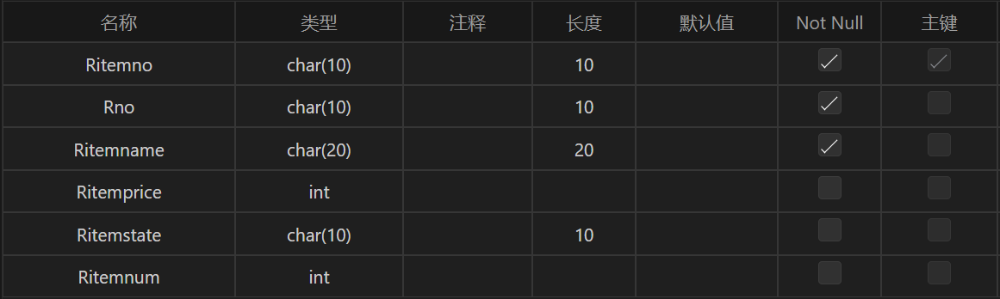 名称 类型 注释 长度 默认值 Not Null 主键
Ritemno char(10) 10
Rno char(10) 10
Ritemname char(20) 20
Ritemprice int
Ritemstate char(10) 10
Ritemnum int